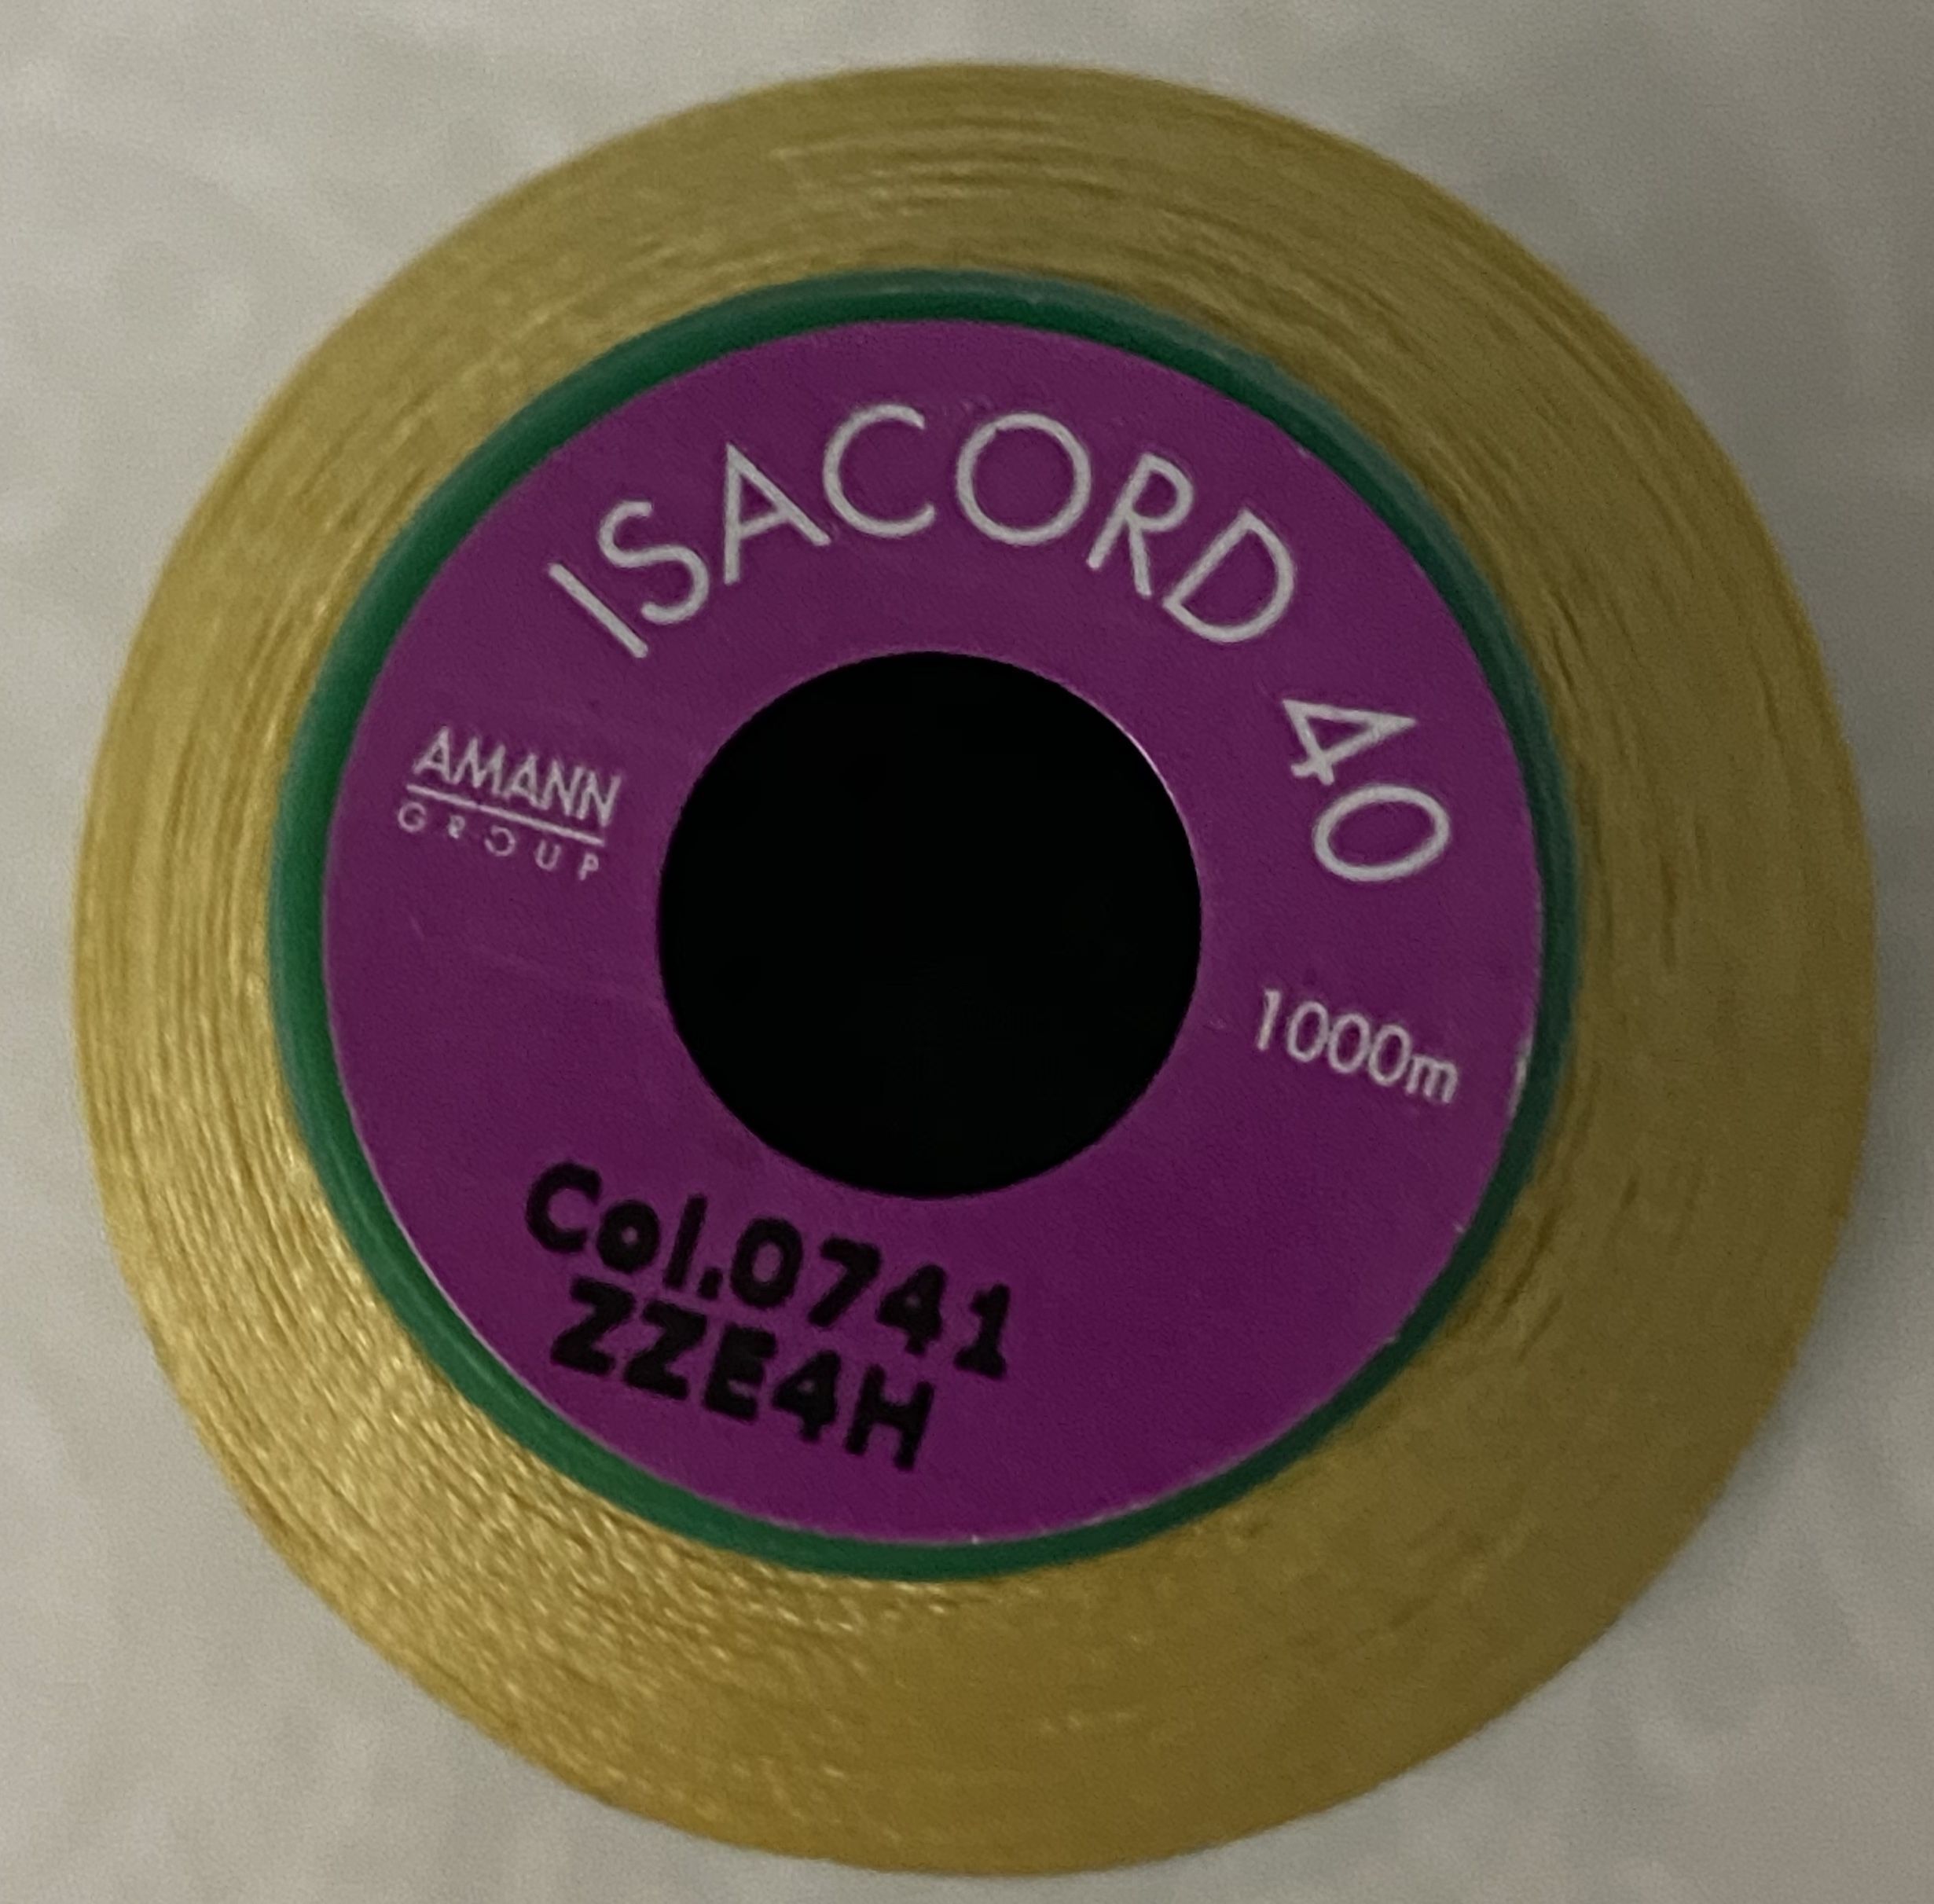 ISACORD 40
AMANN
GROUP
1000m
Col.0741
ZZE4H